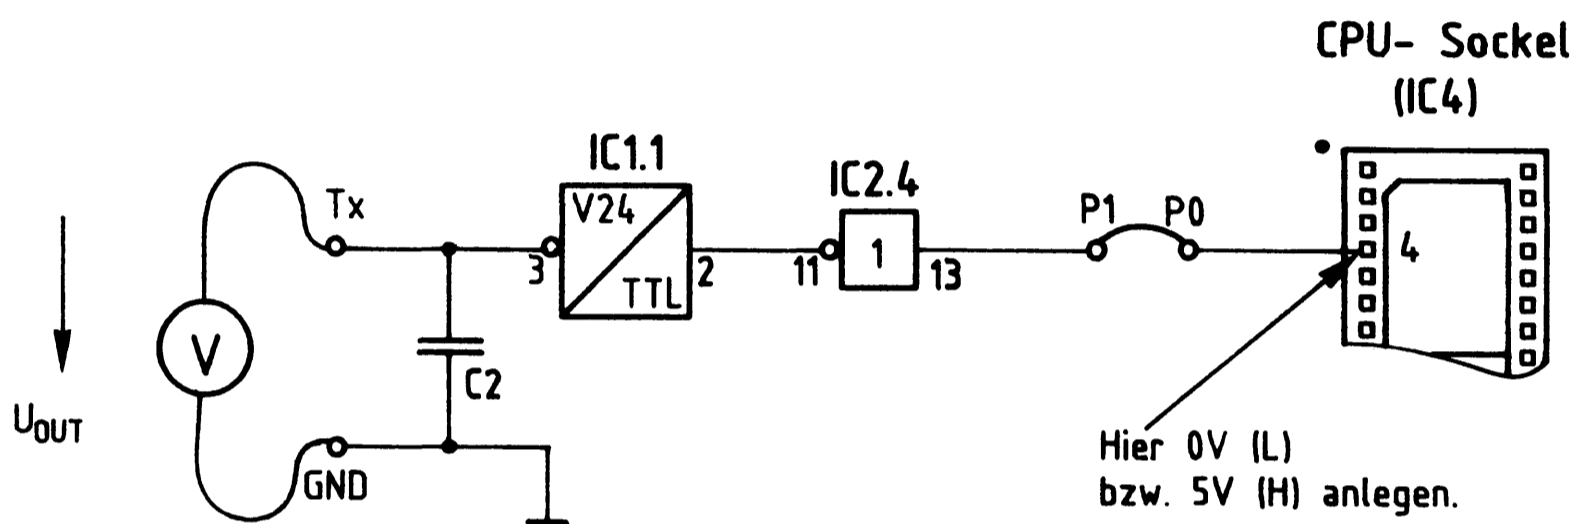 CPU- Sockel
(IC4)
IC1.1
IC2.4
V24
Tx
P1
P0
4
3
TTL
2
11
1
13
V
C2
UOUT
GND
Hier 0V (L)
bzw. 5V (H) anlegen.